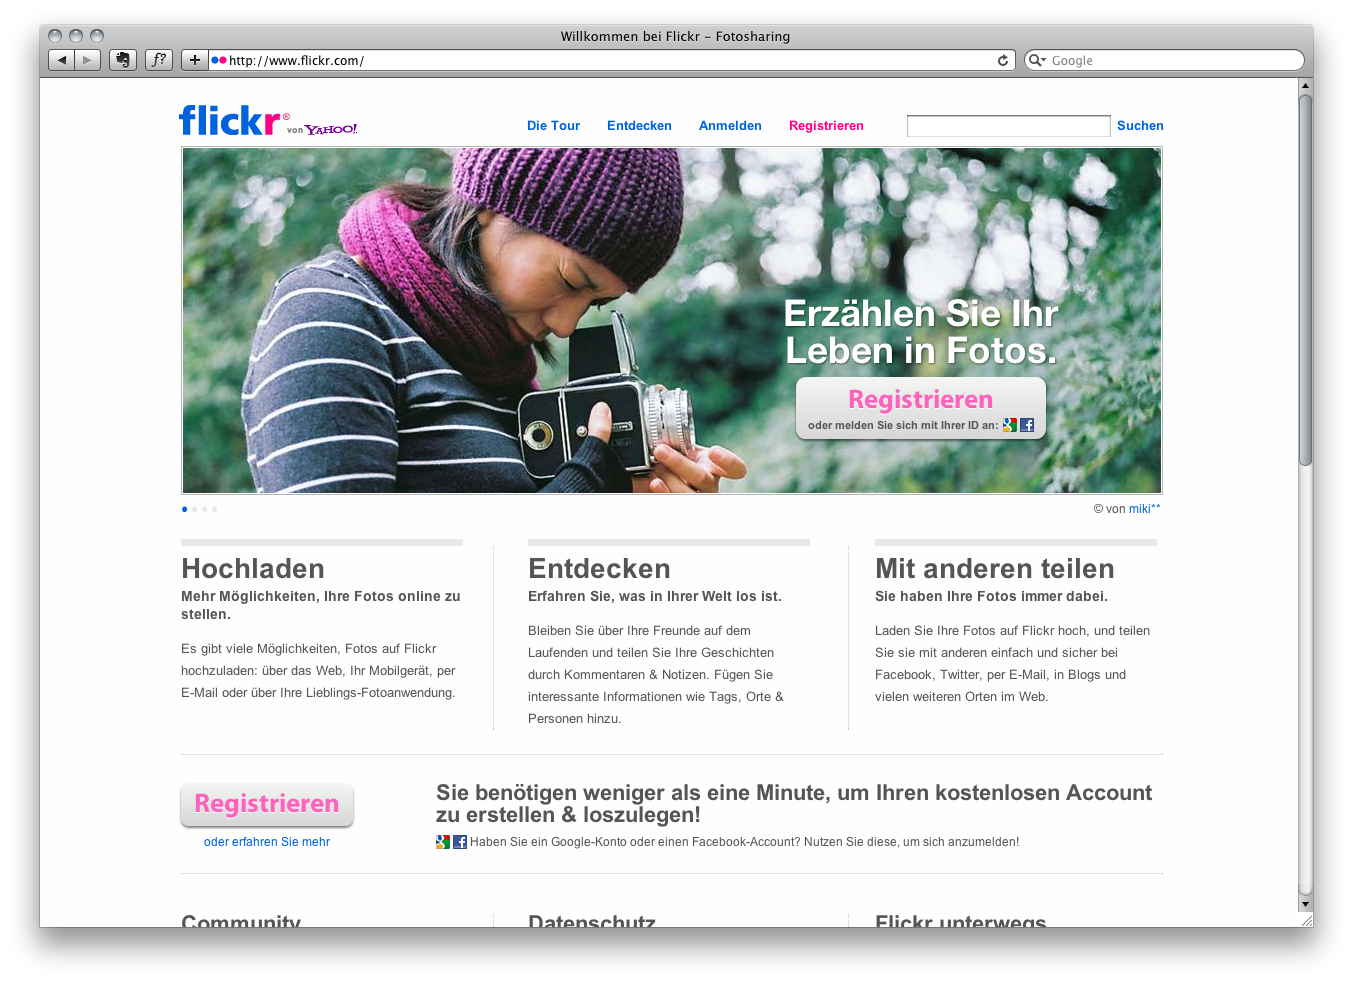 Willkommen bei Flickr – Fotosharing
f?
+
http://www.flickr.com/
Google
flickr® von YAHOO!
Die Tour Entdecken Anmelden Registrieren Suchen
Erzählen Sie Ihr
Leben in Fotos.
Registrieren
oder melden Sie sich mit Ihrer ID an:
© von miki**
Hochladen
Mehr Möglichkeiten, Ihre Fotos online zu
stellen.
Es gibt viele Möglichkeiten, Fotos auf Flickr
hochzuladen: über das Web, Ihr Mobilgerät, per
E-Mail oder über Ihre Lieblings-Fotoanwendung.
Entdecken
Erfahren Sie, was in Ihrer Welt los ist.
Bleiben Sie über Ihre Freunde auf dem
Laufenden und teilen Sie Ihre Geschichten
durch Kommentaren & Notizen. Fügen Sie
interessante Informationen wie Tags, Orte &
Personen hinzu.
Mit anderen teilen
Sie haben Ihre Fotos immer dabei.
Laden Sie Ihre Fotos auf Flickr hoch, und teilen
Sie sie mit anderen einfach und sicher bei
Facebook, Twitter, per E-Mail, in Blogs und
vielen weiteren Orten im Web.
Registrieren
oder erfahren Sie mehr
Sie benötigen weniger als eine Minute, um Ihren kostenlosen Account
zu erstellen & loszulegen!
Haben Sie ein Google-Konto oder einen Facebook-Account? Nutzen Sie diese, um sich anzumelden!
Community
Datenschutz
Flickr unterwegs